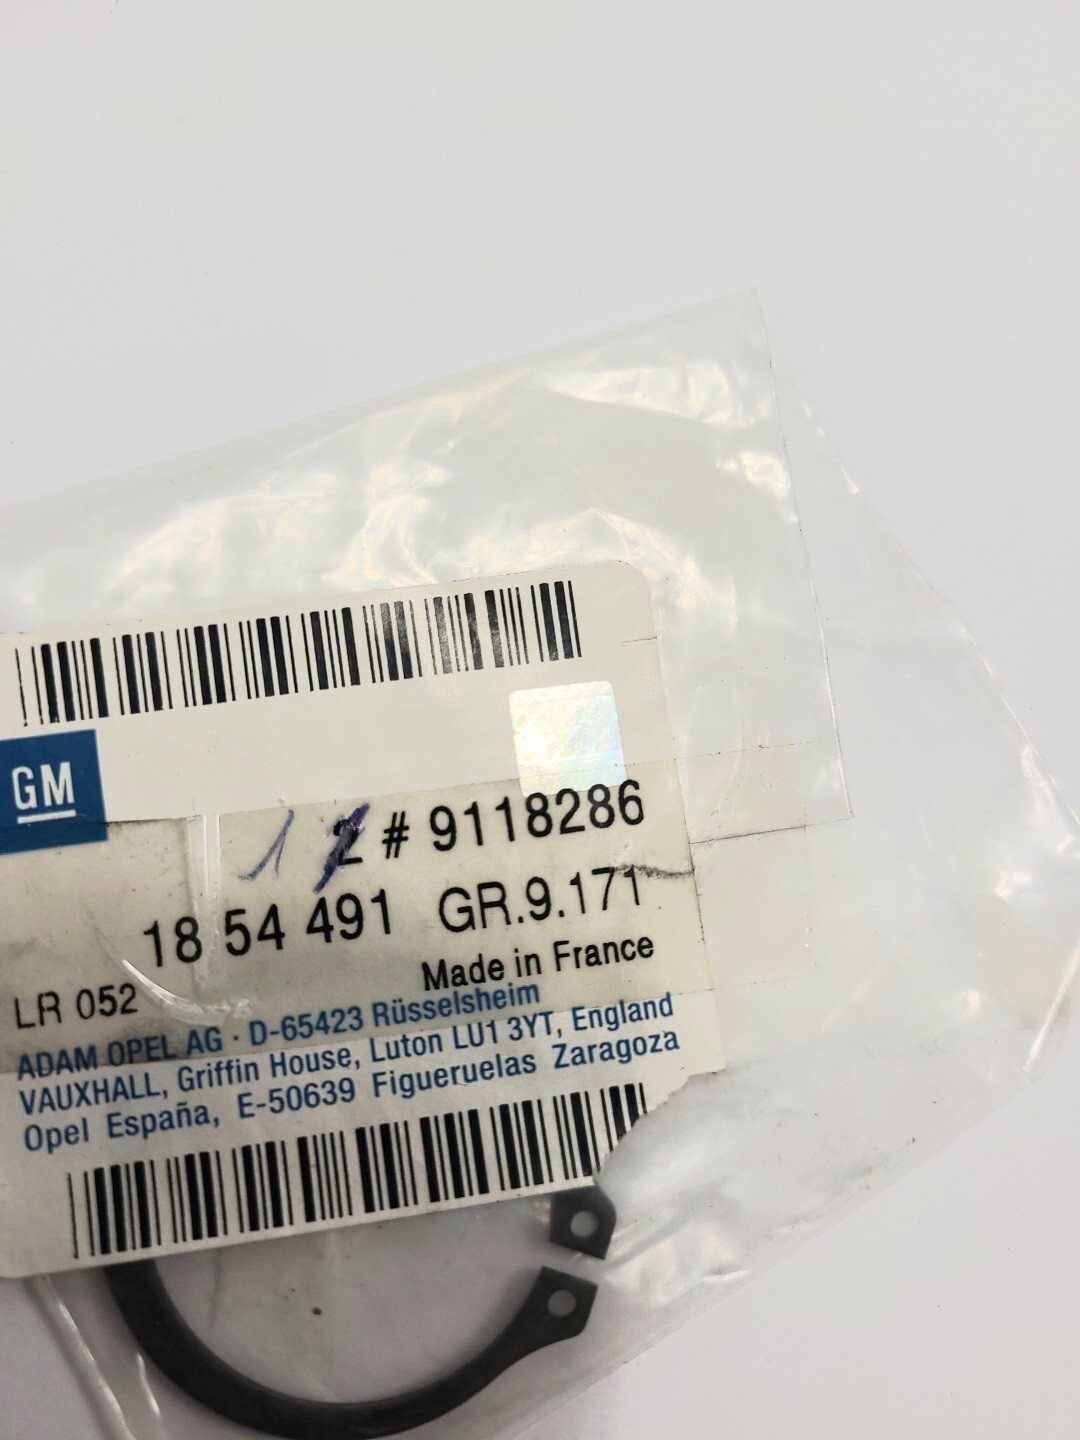 GM
1 2 # 9118286
18 54 491 GR.9.171
Made in France
LR 052
ADAM OPEL AG · D-65423 Rüsselsheim
VAUXHALL, Griffin House, Luton LU1 3YT, England
Opel España, E-50639 Figueruelas Zaragoza